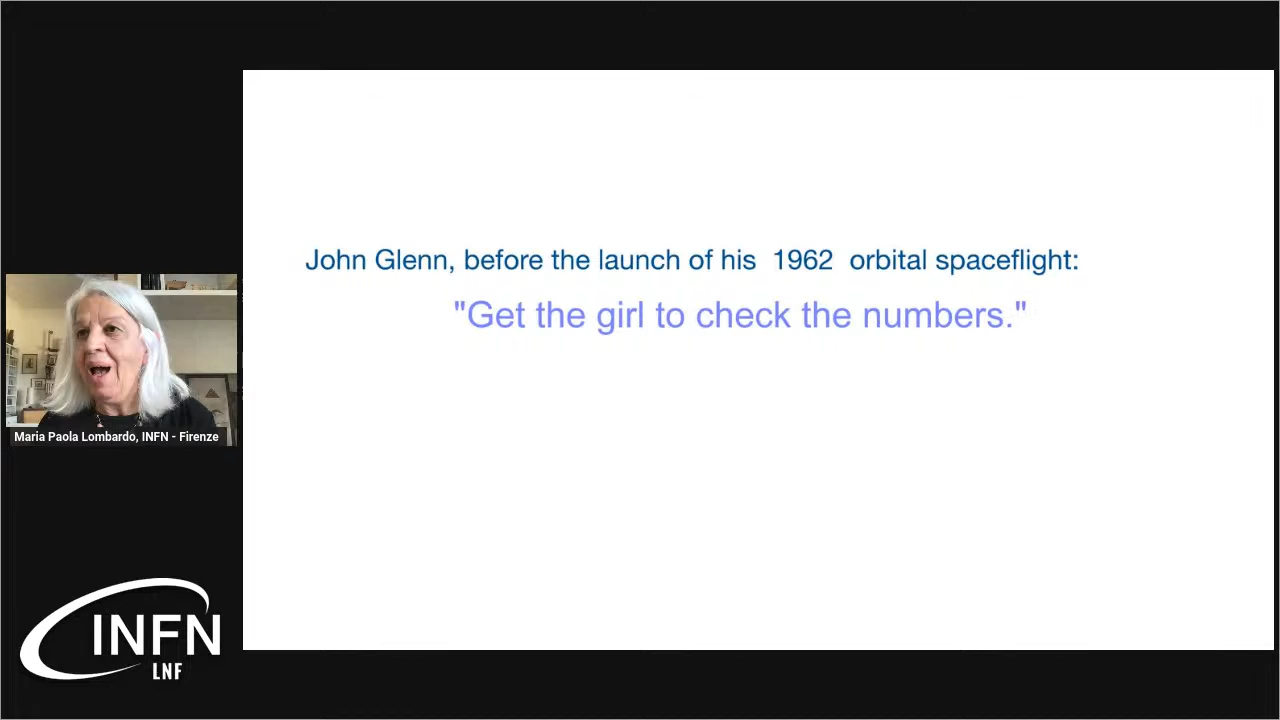 John Glenn, before the launch of his 1962 orbital spaceflight:
"Get the girl to check the numbers."
Maria Paola Lombardo, INFN - Firenze
INFN
LNF